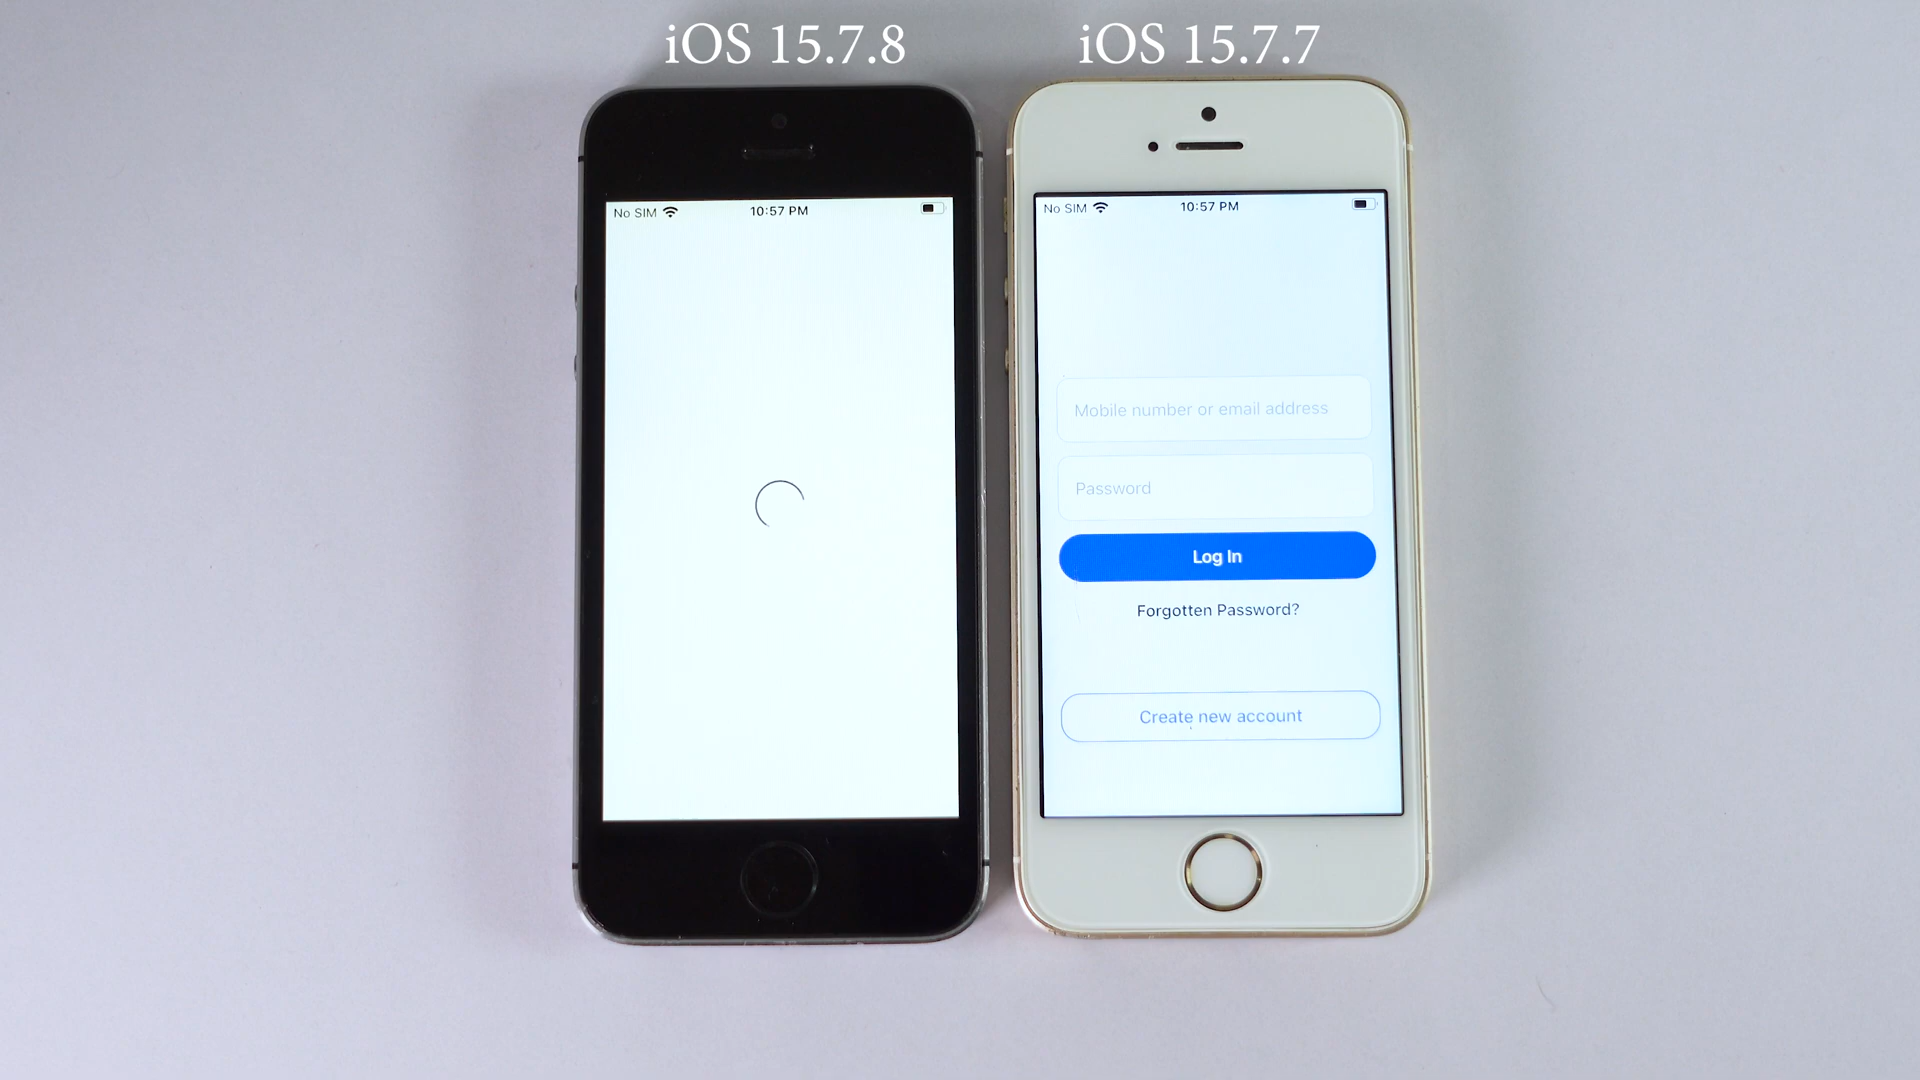 iOS 15.7.8
iOS 15.7.7
No SIM 10:57 PM
No SIM 10:57 PM
Mobile number or email address
Password
Log In
Forgotten Password?
Create new account